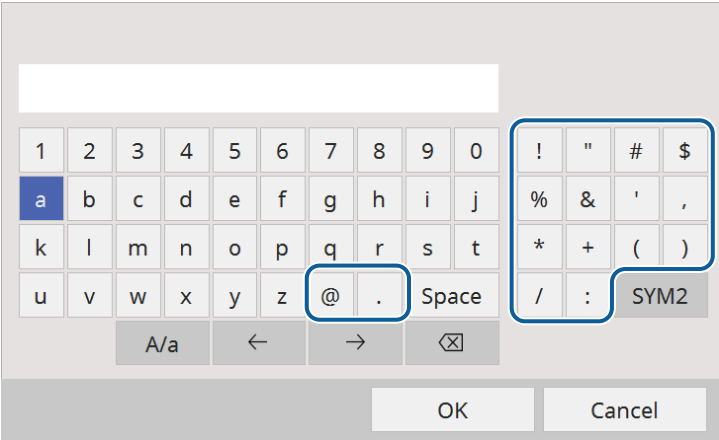 1 2 3 4 5 6 7 8 9 0 ! " # $
a b c d e f g h i j % & ' ,
k l m n o p q r s t * + ( )
u v w x y z @ . Space / : SYM2
A/a ← → ⌫
OK Cancel